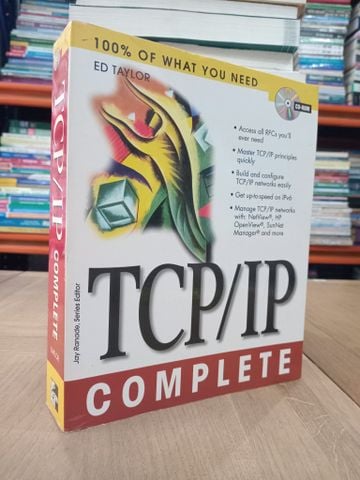 100% OF WHAT YOU NEED
ED TAYLOR
CD-ROM
• Access all RFCs you'll
ever need
• Master TCP/IP principles
quickly
• Build and configure
TCP/IP networks easily
• Get up-to-speed on IPv6
• Manage TCP/IP networks
with: NetView®, HP
OpenView®, SunNet
Manager® and more
Jay Ranade, Series Editor
TCP/IP
COMPLETE
TCP/IP
COMPLETE